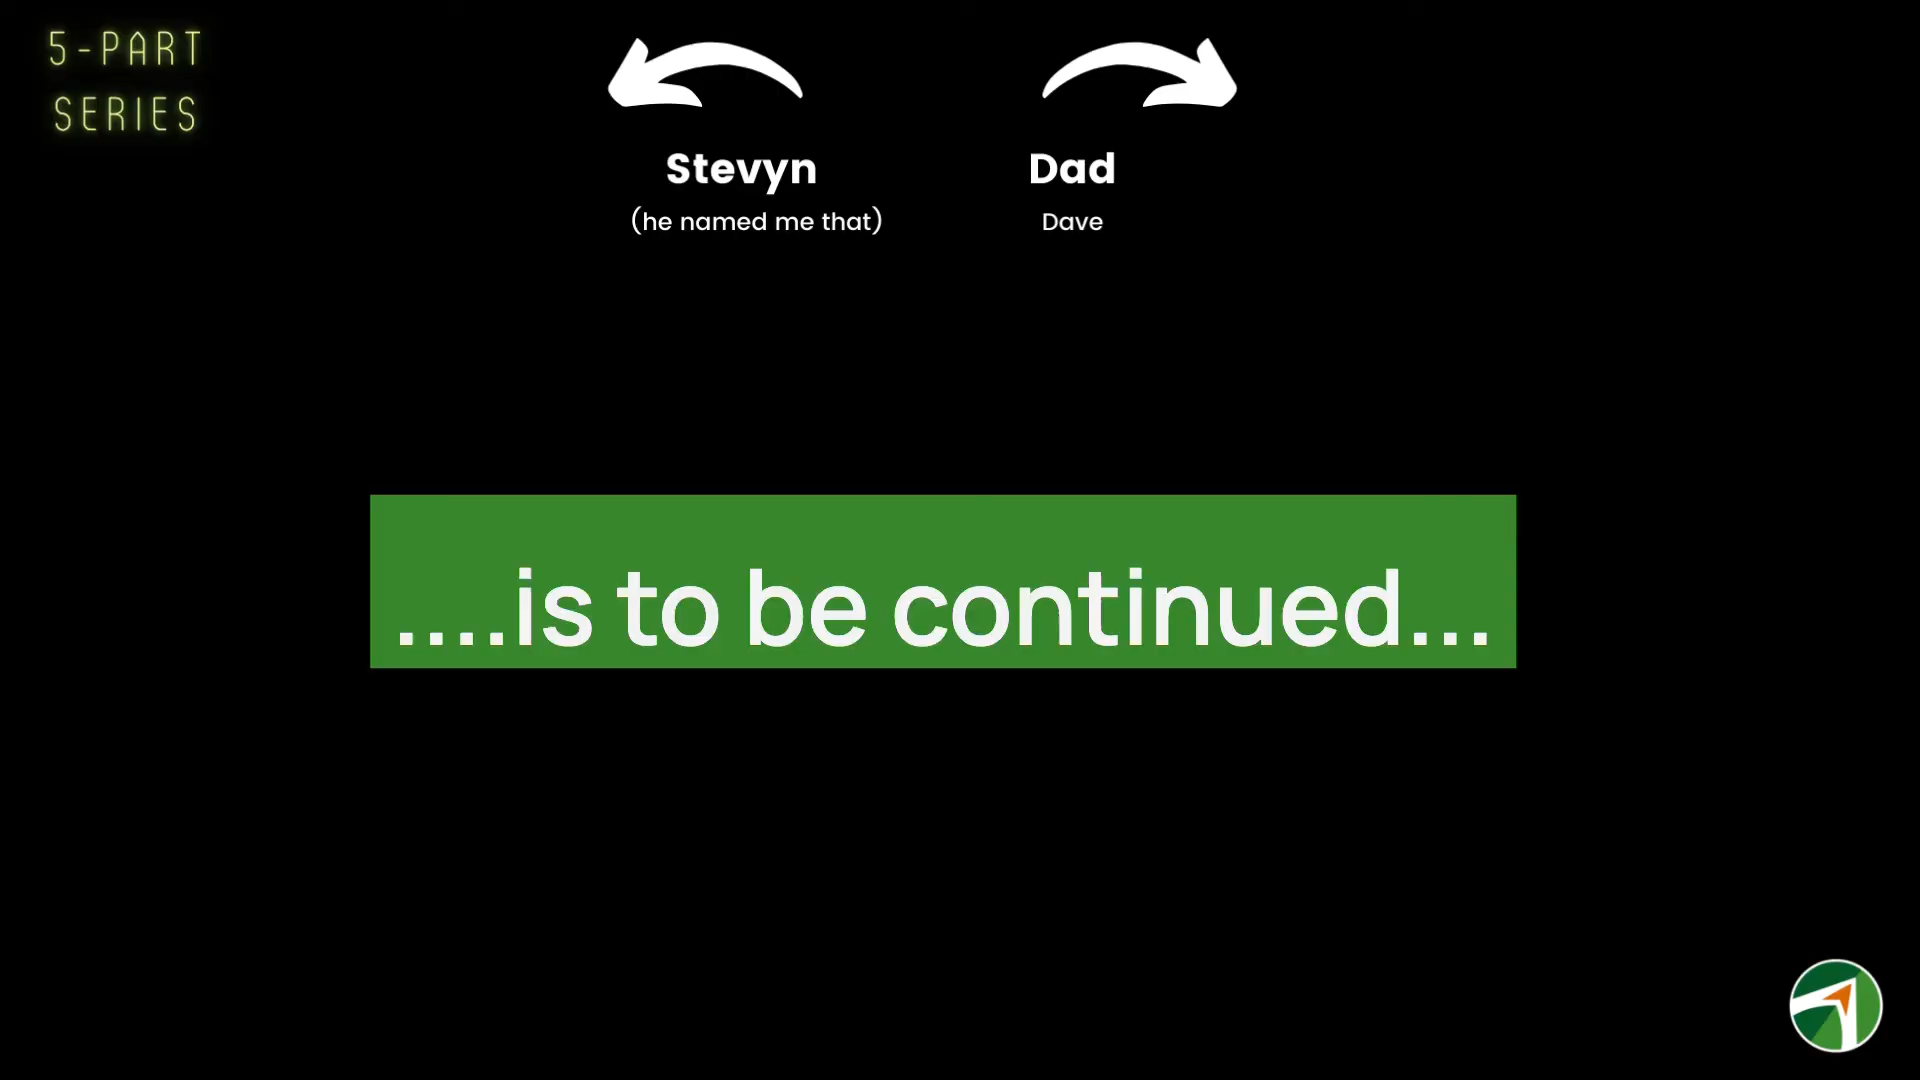 5-PART
SERIES
Stevyn
(he named me that)
Dad
Dave
....is to be continued...